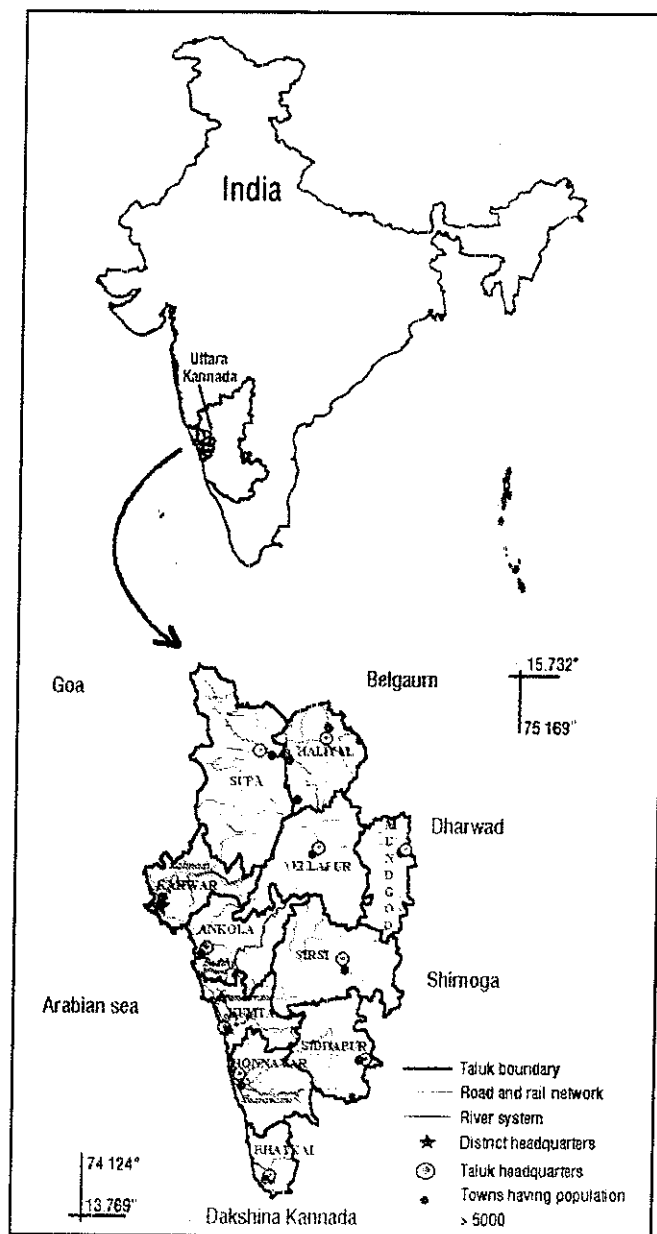 India
Uttara
Kannada
Goa
Belgaum
15.732°
75 169"
HALIYAL
SUPA
Dharwad
MUNDGOD
YELLAPUR
KARWAR
ANKOLA
SIRSI
Shimoga
Arabian sea
KUMTA
SIDDAPUR
HONNAVAR
BHATKAL
Taluk boundary
Road and rail network
River system
District headquarters
Taluk headquarters
Towns having population
> 5000
74 124°
13.769"
Dakshina Kannada